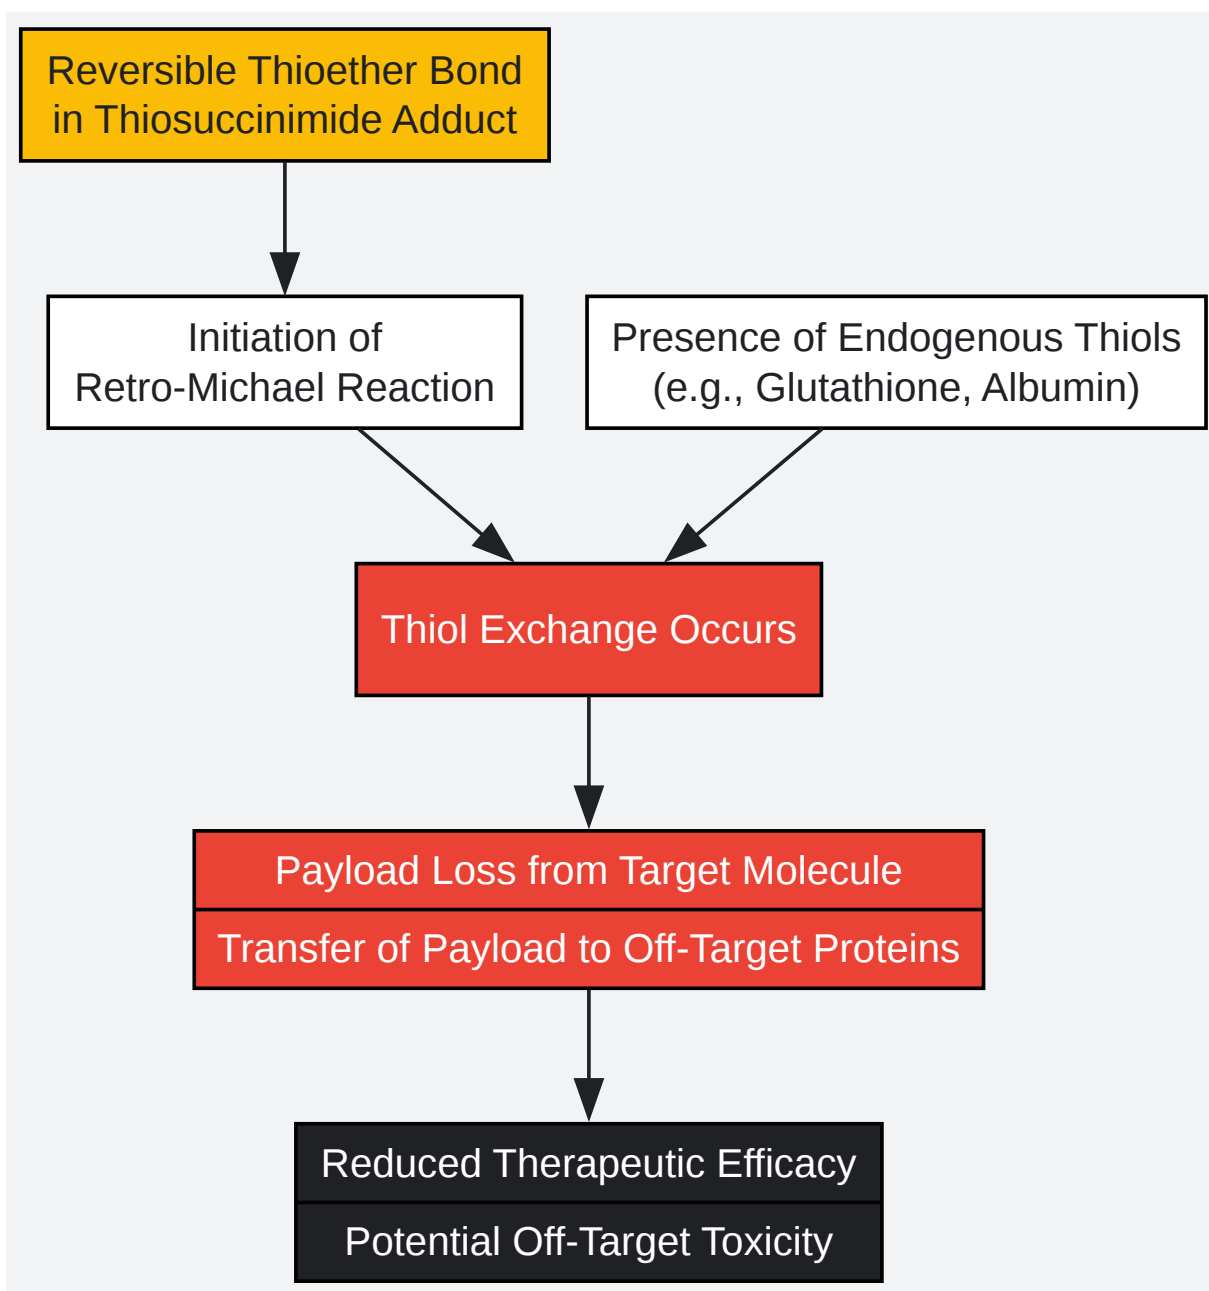 Reversible Thioether Bond
in Thiosuccinimide Adduct
Initiation of
Retro-Michael Reaction
Presence of Endogenous Thiols
(e.g., Glutathione, Albumin)
Thiol Exchange Occurs
Payload Loss from Target Molecule
Transfer of Payload to Off-Target Proteins
Reduced Therapeutic Efficacy
Potential Off-Target Toxicity